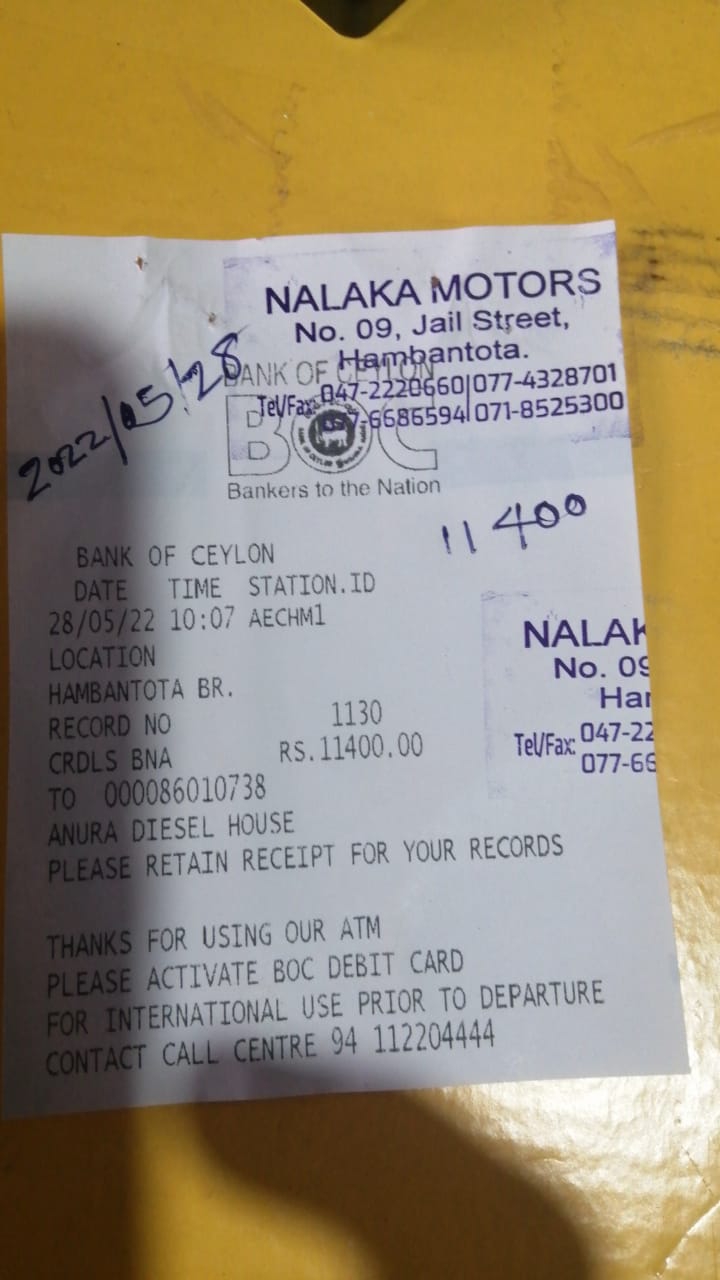 NALAKA MOTORS
No. 09, Jail Street,
Hambantota.
Tel/Fax: 047-2220660 077-4328701
077-6686594 071-8525300
2022/05/28
BANK OF CEYLON
BOC
Bankers to the Nation
11400
BANK OF CEYLON
DATE TIME STATION.ID
28/05/22 10:07 AECHM1
LOCATION
HAMBANTOTA BR.
RECORD NO 1130
CRDLS BNA RS.11400.00
TO 000086010738
ANURA DIESEL HOUSE
PLEASE RETAIN RECEIPT FOR YOUR RECORDS
NALAK
No. 09
Har
Tel/Fax: 047-22
077-66
THANKS FOR USING OUR ATM
PLEASE ACTIVATE BOC DEBIT CARD
FOR INTERNATIONAL USE PRIOR TO DEPARTURE
CONTACT CALL CENTRE 94 112204444